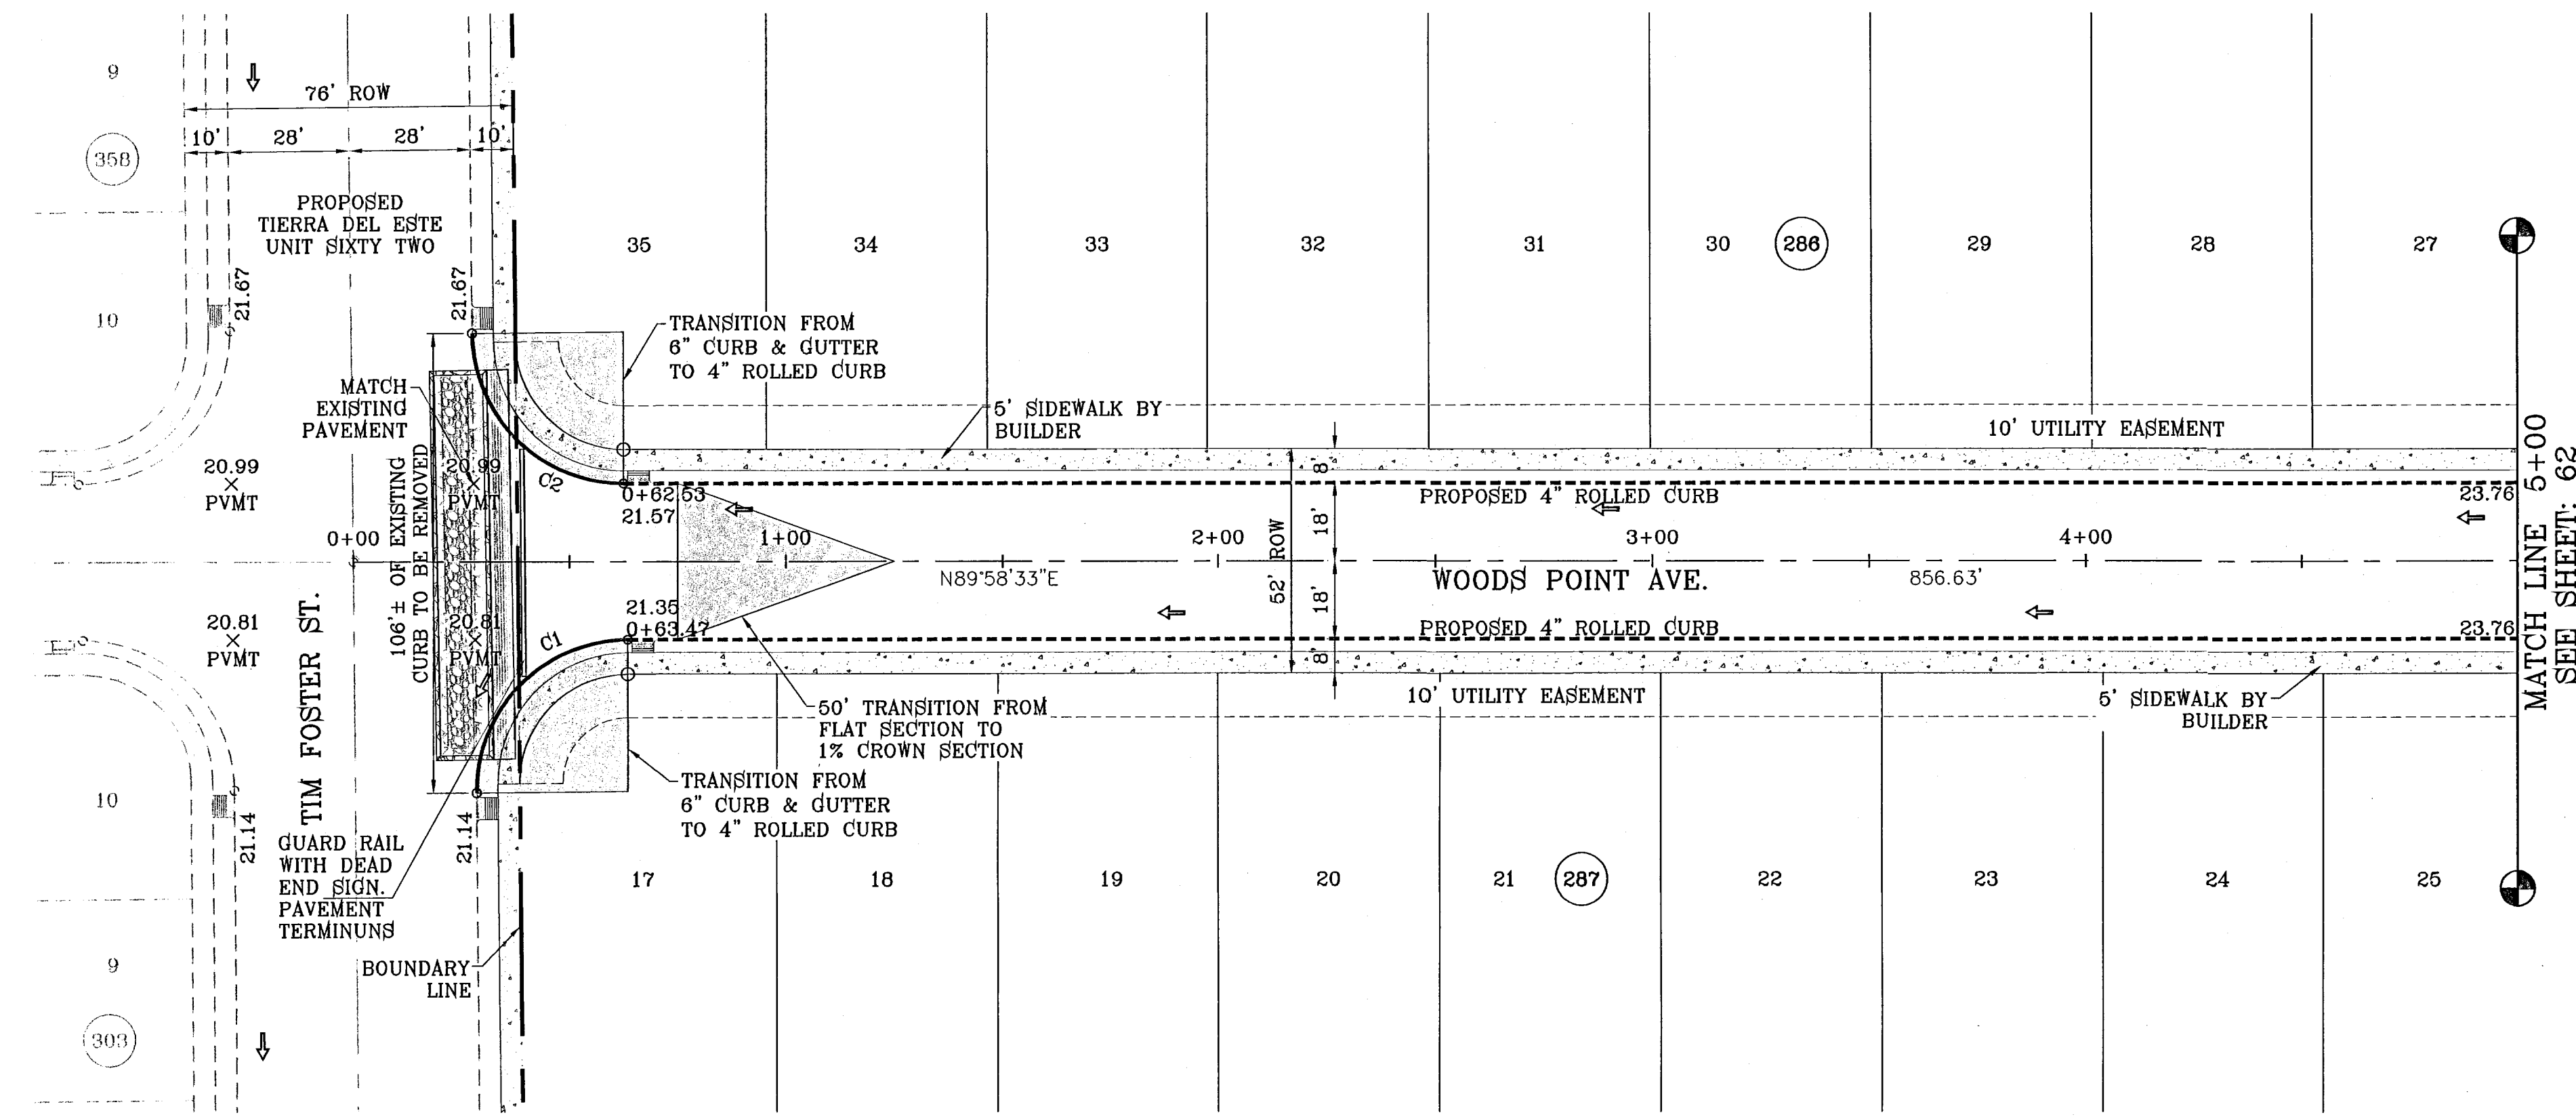 9
76' ROW
10'
28'
28'
10'
358
PROPOSED
TIERRA DEL ESTE
UNIT SIXTY TWO
21.67
21.67
10
35
34
33
32
31
30
286
29
28
27
TRANSITION FROM
6" CURB & GUTTER
TO 4" ROLLED CURB
MATCH
EXISTING
PAVEMENT
5' SIDEWALK BY
BUILDER
10' UTILITY EASEMENT
20.99
PVMT
20.99
PVMT
C2
0+62.53
21.57
8'
18'
PROPOSED 4" ROLLED CURB
23.76
0+00
106'± OF EXISTING
CURB TO BE REMOVED
1+00
2+00
52' ROW
3+00
4+00
N89°58'33"E
WOODS POINT AVE.
856.63'
MATCH LINE 5+00
SEE SHEET: 62
TIM FOSTER ST.
20.81
PVMT
20.81
PVMT
C1
21.35
0+63.47
18'
8'
PROPOSED 4" ROLLED CURB
23.76
10' UTILITY EASEMENT
5' SIDEWALK BY
BUILDER
50' TRANSITION FROM
FLAT SECTION TO
1% CROWN SECTION
TRANSITION FROM
6" CURB & GUTTER
TO 4" ROLLED CURB
10
21.14
21.14
GUARD RAIL
WITH DEAD
END SIGN.
PAVEMENT
TERMINUNS
17
18
19
20
21
287
22
23
24
25
BOUNDARY
LINE
9
303